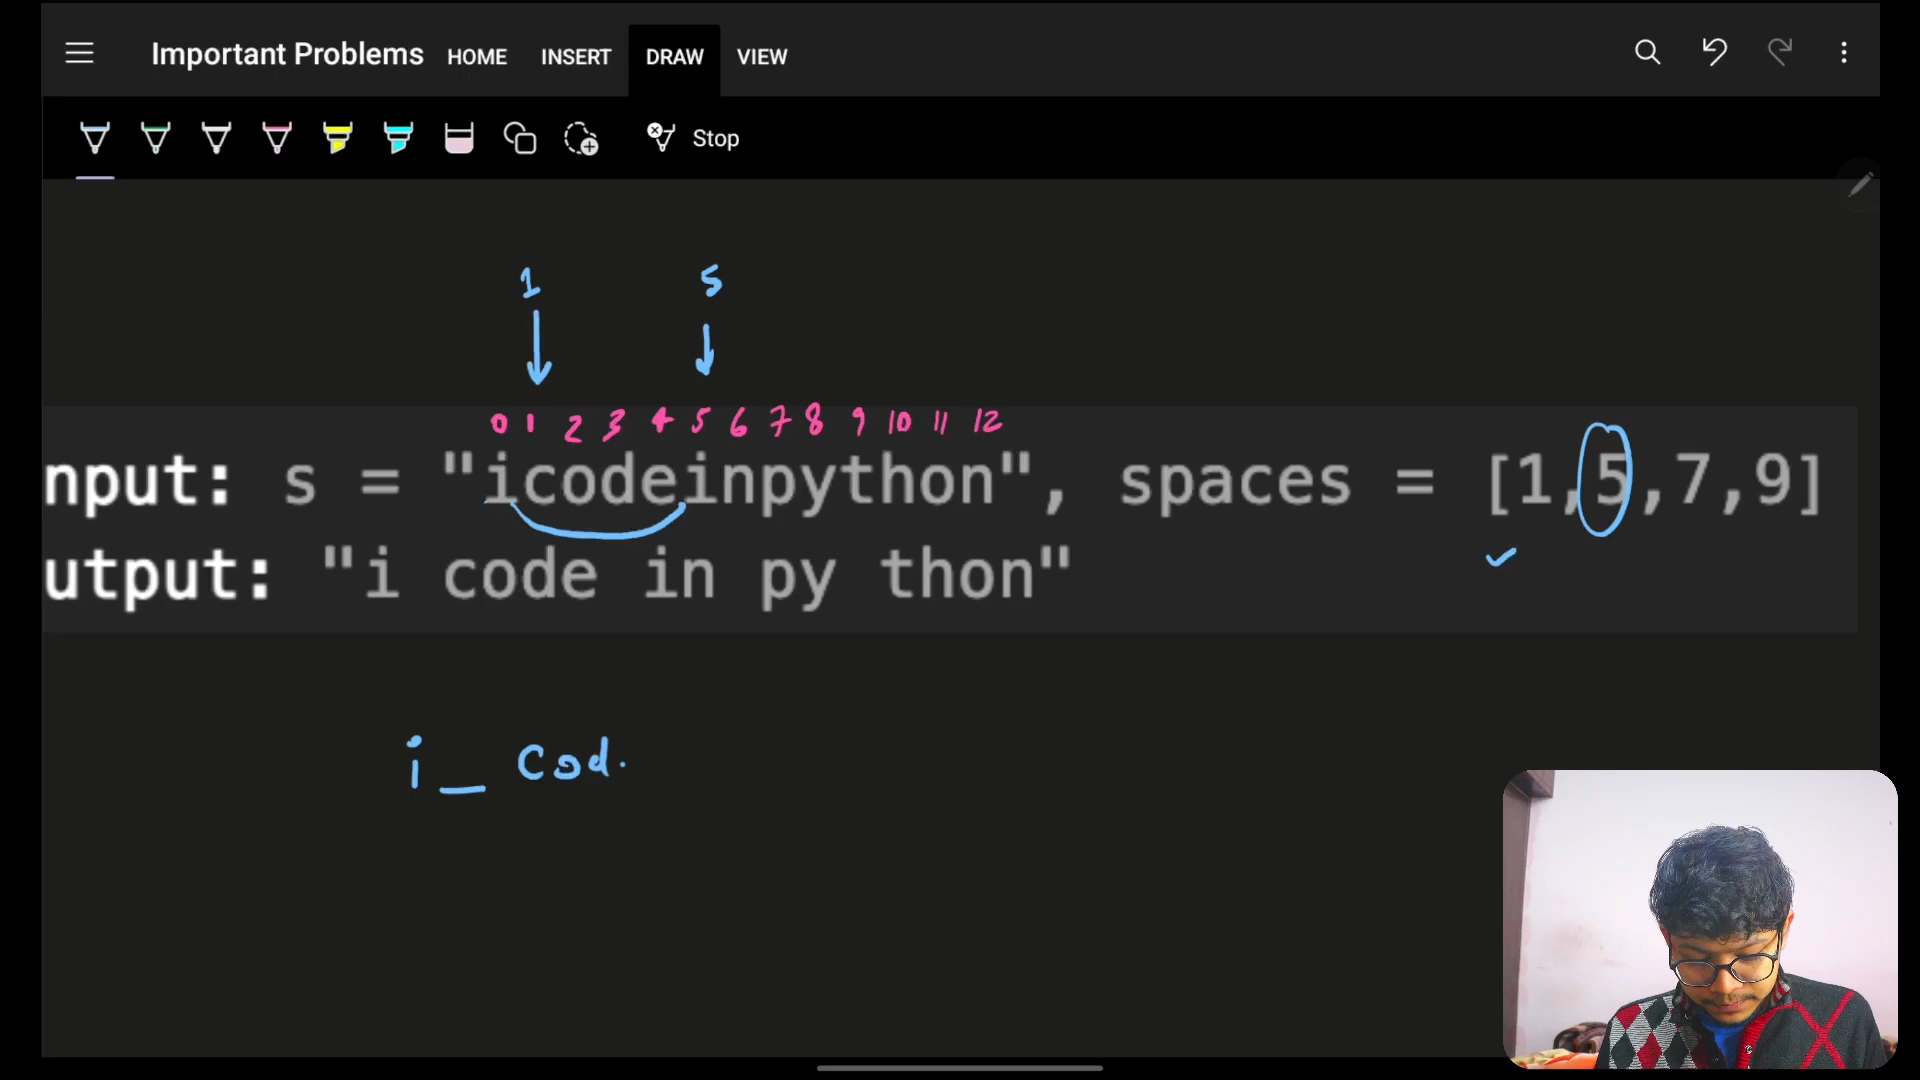 Important Problems HOME INSERT DRAW VIEW
Stop
1 5
0 1 2 3 4 5 6 7 8 9 10 11 12
nput: s = "icodeinpython", spaces = [1,5,7,9]
utput: "i code in py thon"
i _ cod